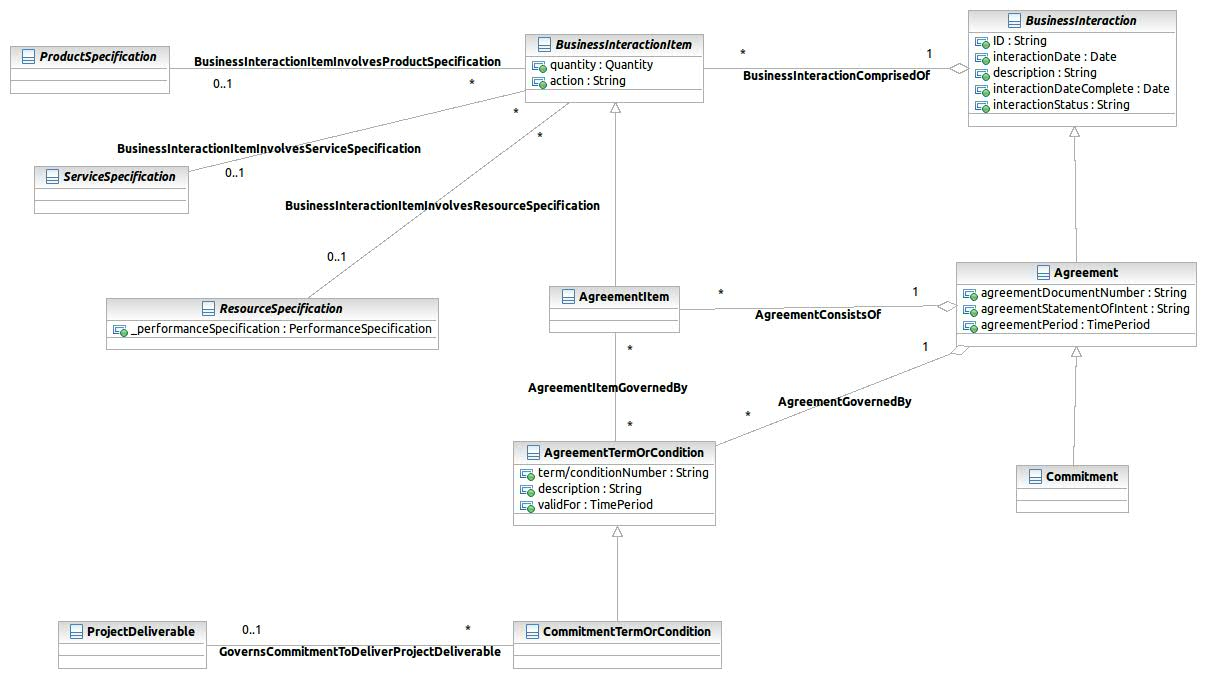 BusinessInteraction
ID : String
interactionDate : Date
description : String
interactionDateComplete : Date
interactionStatus : String
BusinessInteractionItem
quantity : Quantity
action : String
ProductSpecification
BusinessInteractionItemInvolvesProductSpecification
0..1
*
*
1
BusinessInteractionComprisedOf
*
*
BusinessInteractionItemInvolvesServiceSpecification
0..1
ServiceSpecification
BusinessInteractionItemInvolvesResourceSpecification
0..1
ResourceSpecification
_performanceSpecification : PerformanceSpecification
AgreementItem
*
1
AgreementConsistsOf
Agreement
agreementDocumentNumber : String
agreementStatementOfIntent : String
agreementPeriod : TimePeriod
*
AgreementItemGovernedBy
*
1
AgreementGovernedBy
*
AgreementTermOrCondition
term/conditionNumber : String
description : String
validFor : TimePeriod
Commitment
ProjectDeliverable
0..1
*
GovernsCommitmentToDeliverProjectDeliverable
CommitmentTermOrCondition